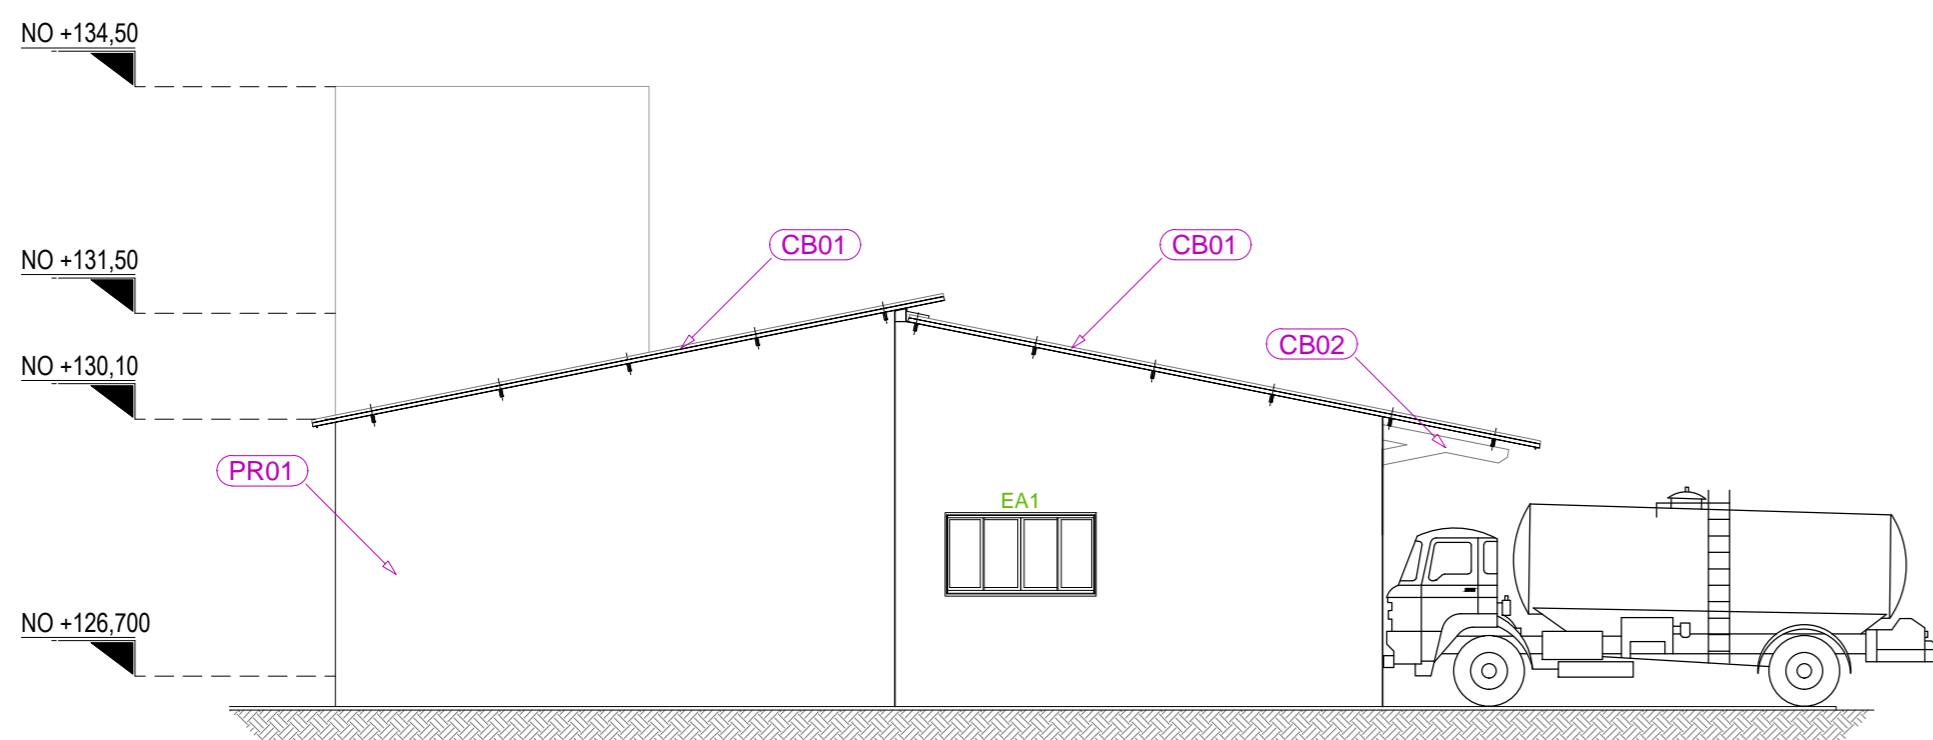 NO +134,50
CB01
CB01
NO +131,50
CB02
NO +130,10
PR01
EA1
NO +126,700